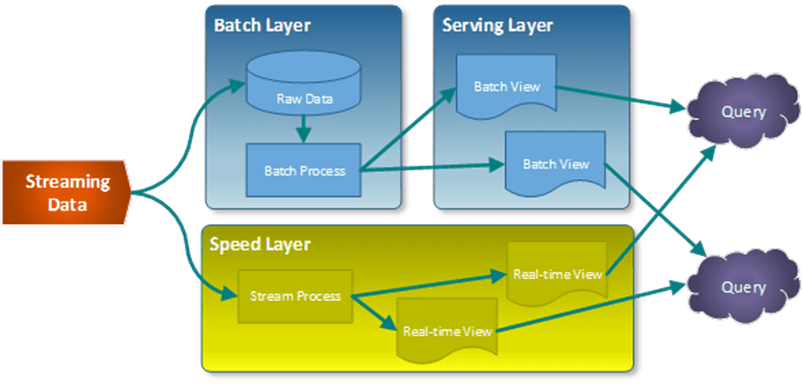 Batch Layer
Serving Layer
Raw Data
Batch View
Query
Batch Process
Batch View
Streaming
Data
Speed Layer
Real-time View
Query
Stream Process
Real-time View